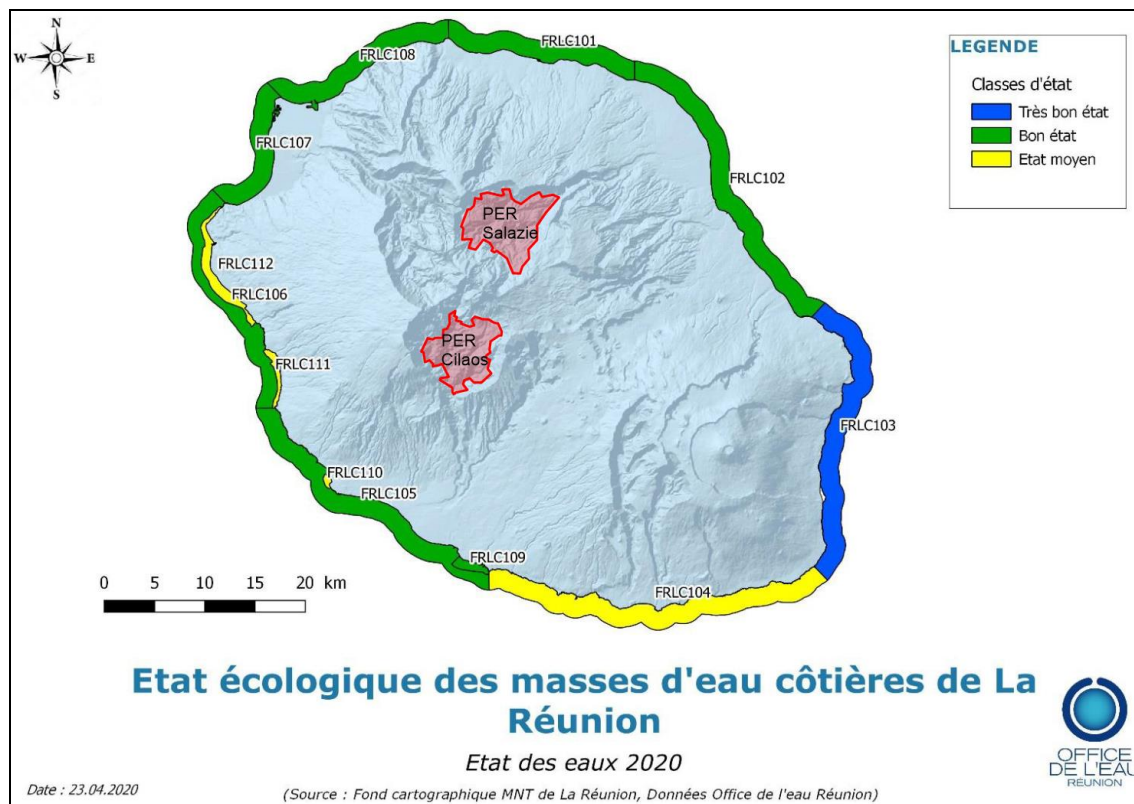 N
W E
S
FRLC101
FRLC108
LEGENDE
Classes d'état
Très bon état
Bon état
Etat moyen
FRLC107
FRLC102
PER
Salazie
FRLC112
FRLC106
PER
Cilaos
FRLC111
FRLC103
FRLC110
FRLC105
FRLC109
FRLC104
0 5 10 15 20 km
Etat écologique des masses d'eau côtières de La
Réunion
Etat des eaux 2020
Date : 23.04.2020
(Source : Fond cartographique MNT de La Réunion, Données Office de l'eau Réunion)
OFFICE
DE L'EAU
RÉUNION